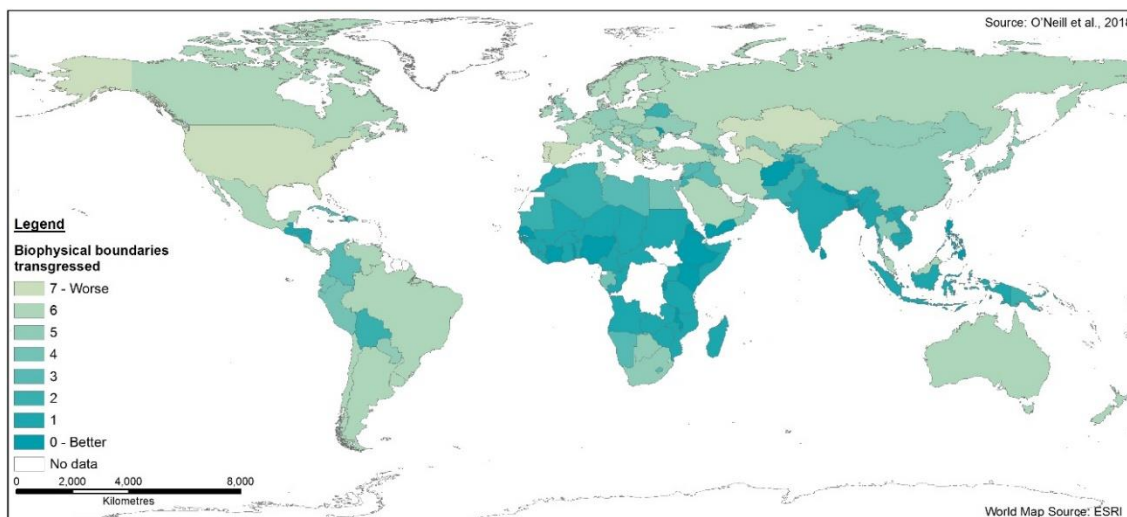 Source: O'Neill et al., 2018
Legend
Biophysical boundaries
transgressed
7 - Worse
6
5
4
3
2
1
0 - Better
No data
0 2,000 4,000 8,000
Kilometres
World Map Source: ESRI